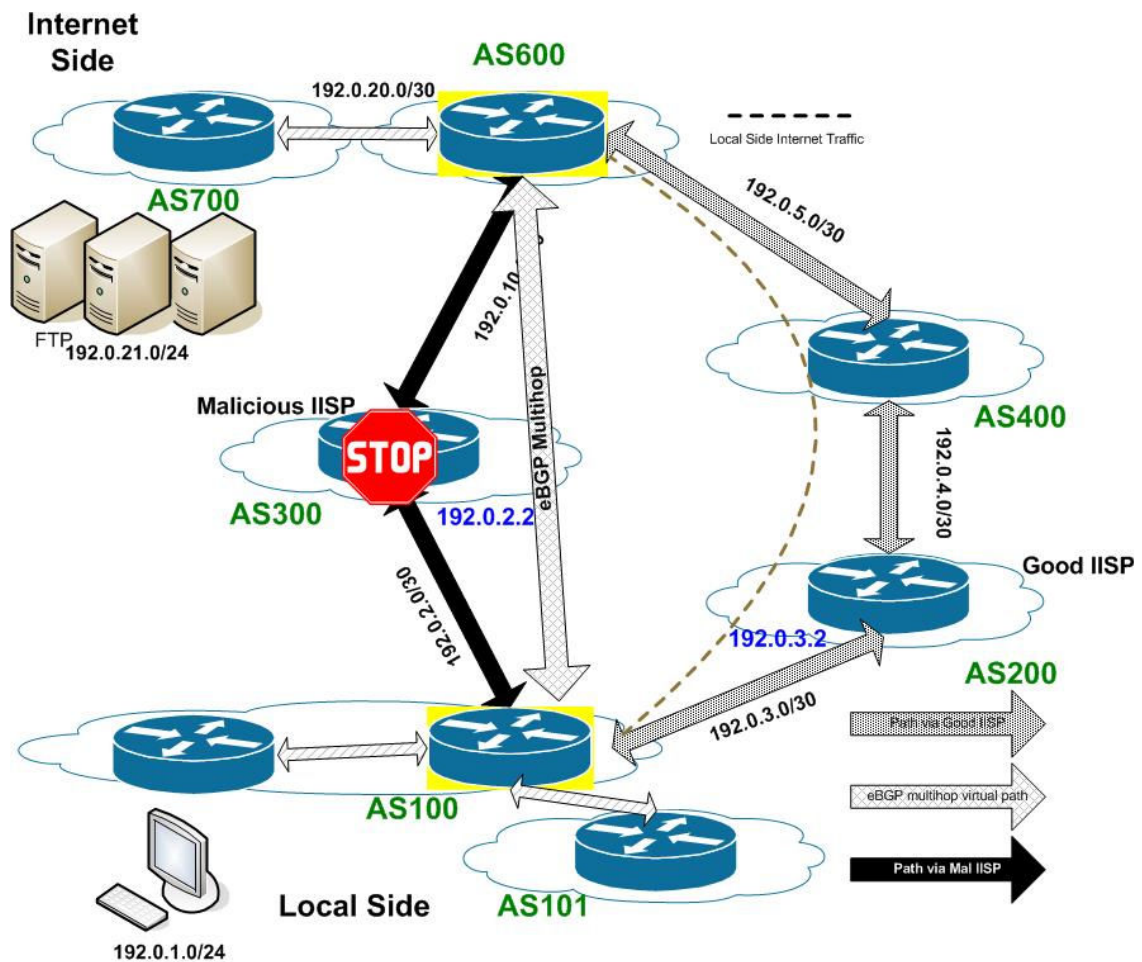 Internet
Side
AS600
192.0.20.0/30
Local Side Internet Traffic
AS700
192.0.5.0/30
192.0.10
FTP
192.0.21.0/24
Malicious IISP
STOP
eBGP Multihop
AS400
AS300
192.0.2.2
192.0.4.0/30
Good IISP
192.0.2.0/30
192.0.3.2
AS200
192.0.3.0/30
Path via Good IISP
eBGP multihop virtual path
AS100
Path via Mal IISP
Local Side
AS101
192.0.1.0/24